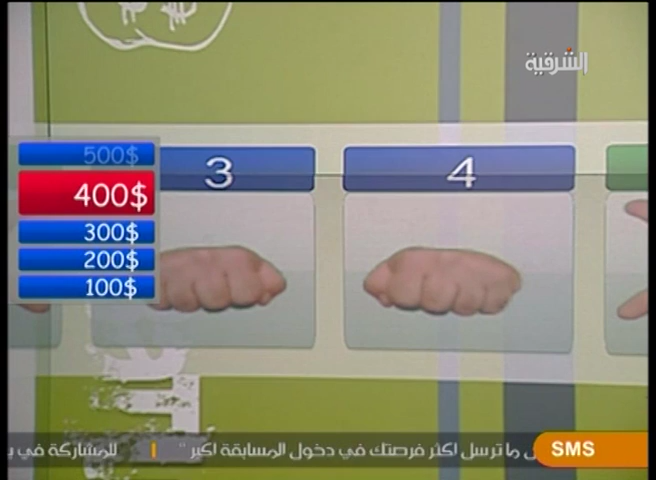 الشرقية
500$
400$
300$
200$
100$
3
4
ما ترسل اكثر فرصتك في دخول المسابقة اكبر "
للمشاركة في
SMS